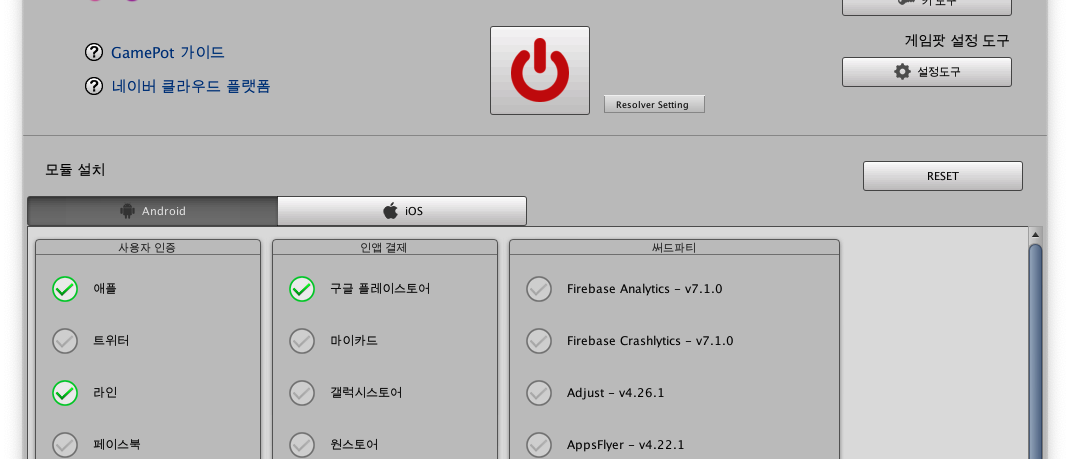 키 도구
GamePot 가이드
게임팟 설정 도구
네이버 클라우드 플랫폼
설정도구
Resolver Setting
모듈 설치
RESET
Android
iOS
사용자 인증
인앱 결제
써드파티
애플
구글 플레이스토어
Firebase Analytics - v7.1.0
트위터
마이카드
Firebase Crashlytics - v7.1.0
라인
갤럭시스토어
Adjust - v4.26.1
페이스북
원스토어
AppsFlyer - v4.22.1